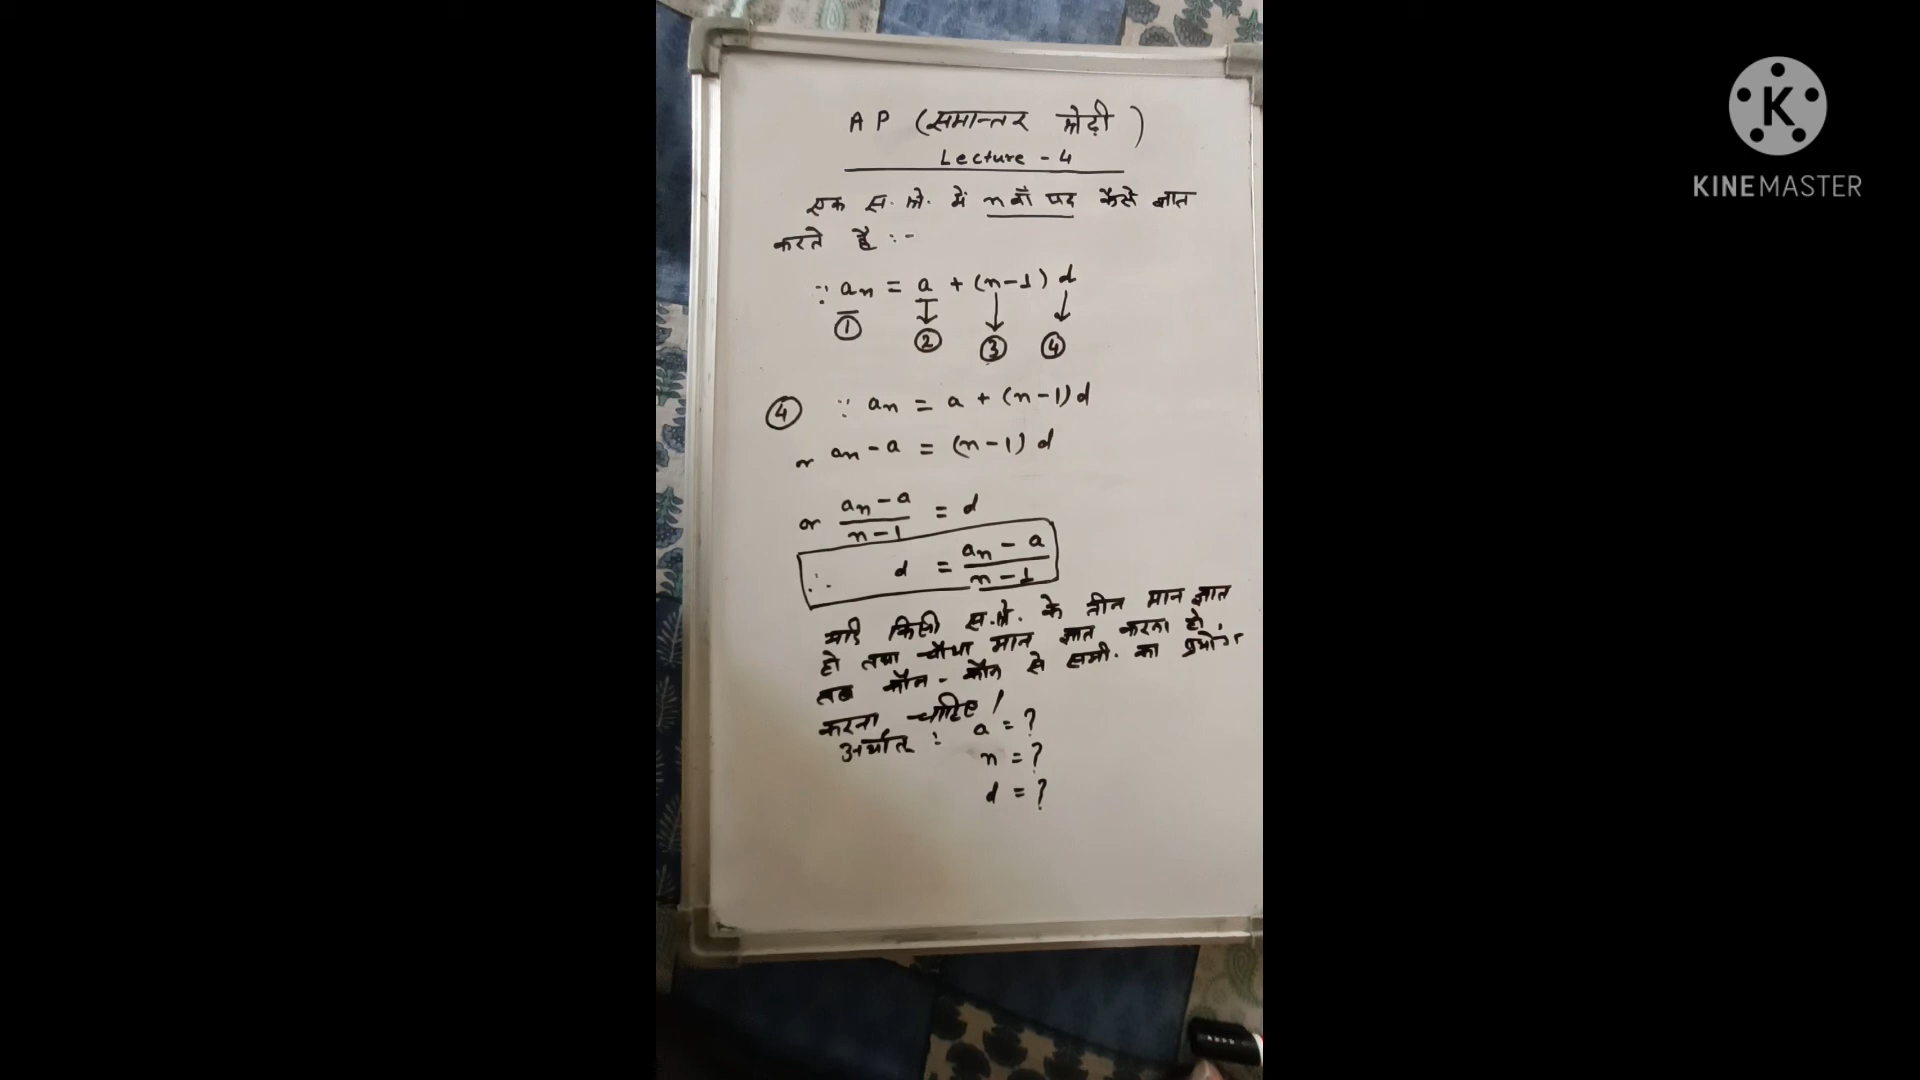 AP (समान्तर श्रेढ़ी)
Lecture - 4
एक स.श्रे. में nवाँ पद कैसे ज्ञात
करते है :-
∵ an = a + (n-1) d
① ② ③ ④
④ ∵ an = a + (n-1)d
or an - a = (n-1) d
or an - a / n - 1 = d
∴ d = an - a / n - 1
यदि किसी स.श्रे. के तीन मान ज्ञात
हो तथा चौथा मान ज्ञात करना हो,
तब कौन - कौन से समी. का प्रयोग
करना चाहिए /
अर्थात् : a = ?
n = ?
d = ?
K
KINEMASTER